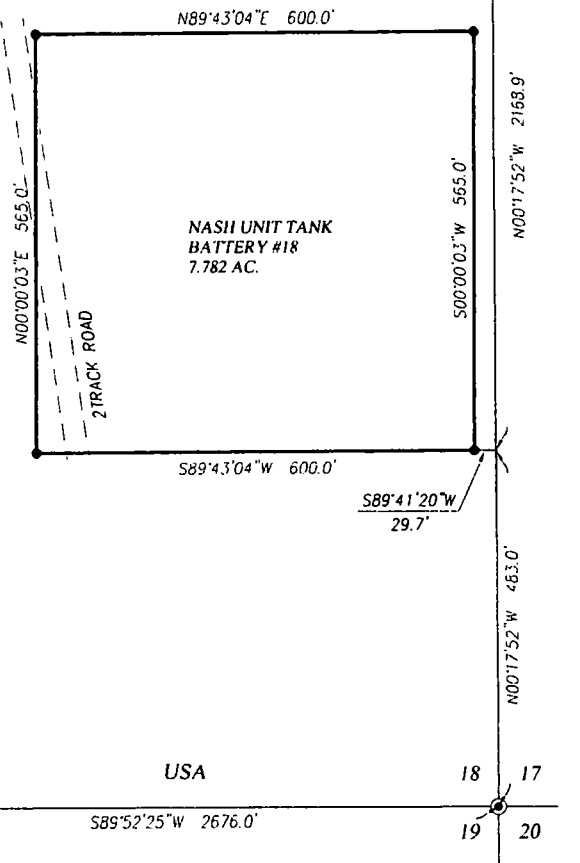 N89°43'04"E 600.0'
N00°17'52"W 2168.9'
N00°00'03"E 565.0'
S00°00'03"W 565.0'
NASH UNIT TANK
BATTERY #18
7.782 AC.
2TRACK ROAD
S89°43'04"W 600.0'
S89°41'20"W
29.7'
N00°17'52"W 483.0'
USA
18 17
S89°52'25"W 2676.0'
19 20